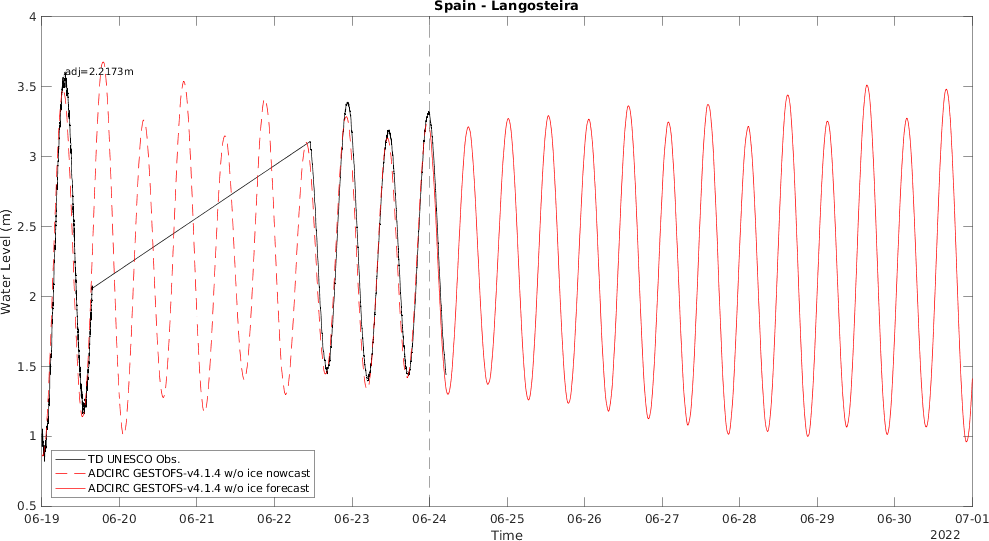 Spain - Langosteira
adj=2.2173m
Water Level (m)
4
3.5
3
2.5
2
1.5
1
0.5
TD UNESCO Obs.
ADCIRC GESTOFS-v4.1.4 w/o ice nowcast
ADCIRC GESTOFS-v4.1.4 w/o ice forecast
06-19 06-20 06-21 06-22 06-23 06-24 06-25 06-26 06-27 06-28 06-29 06-30 07-01
Time
2022